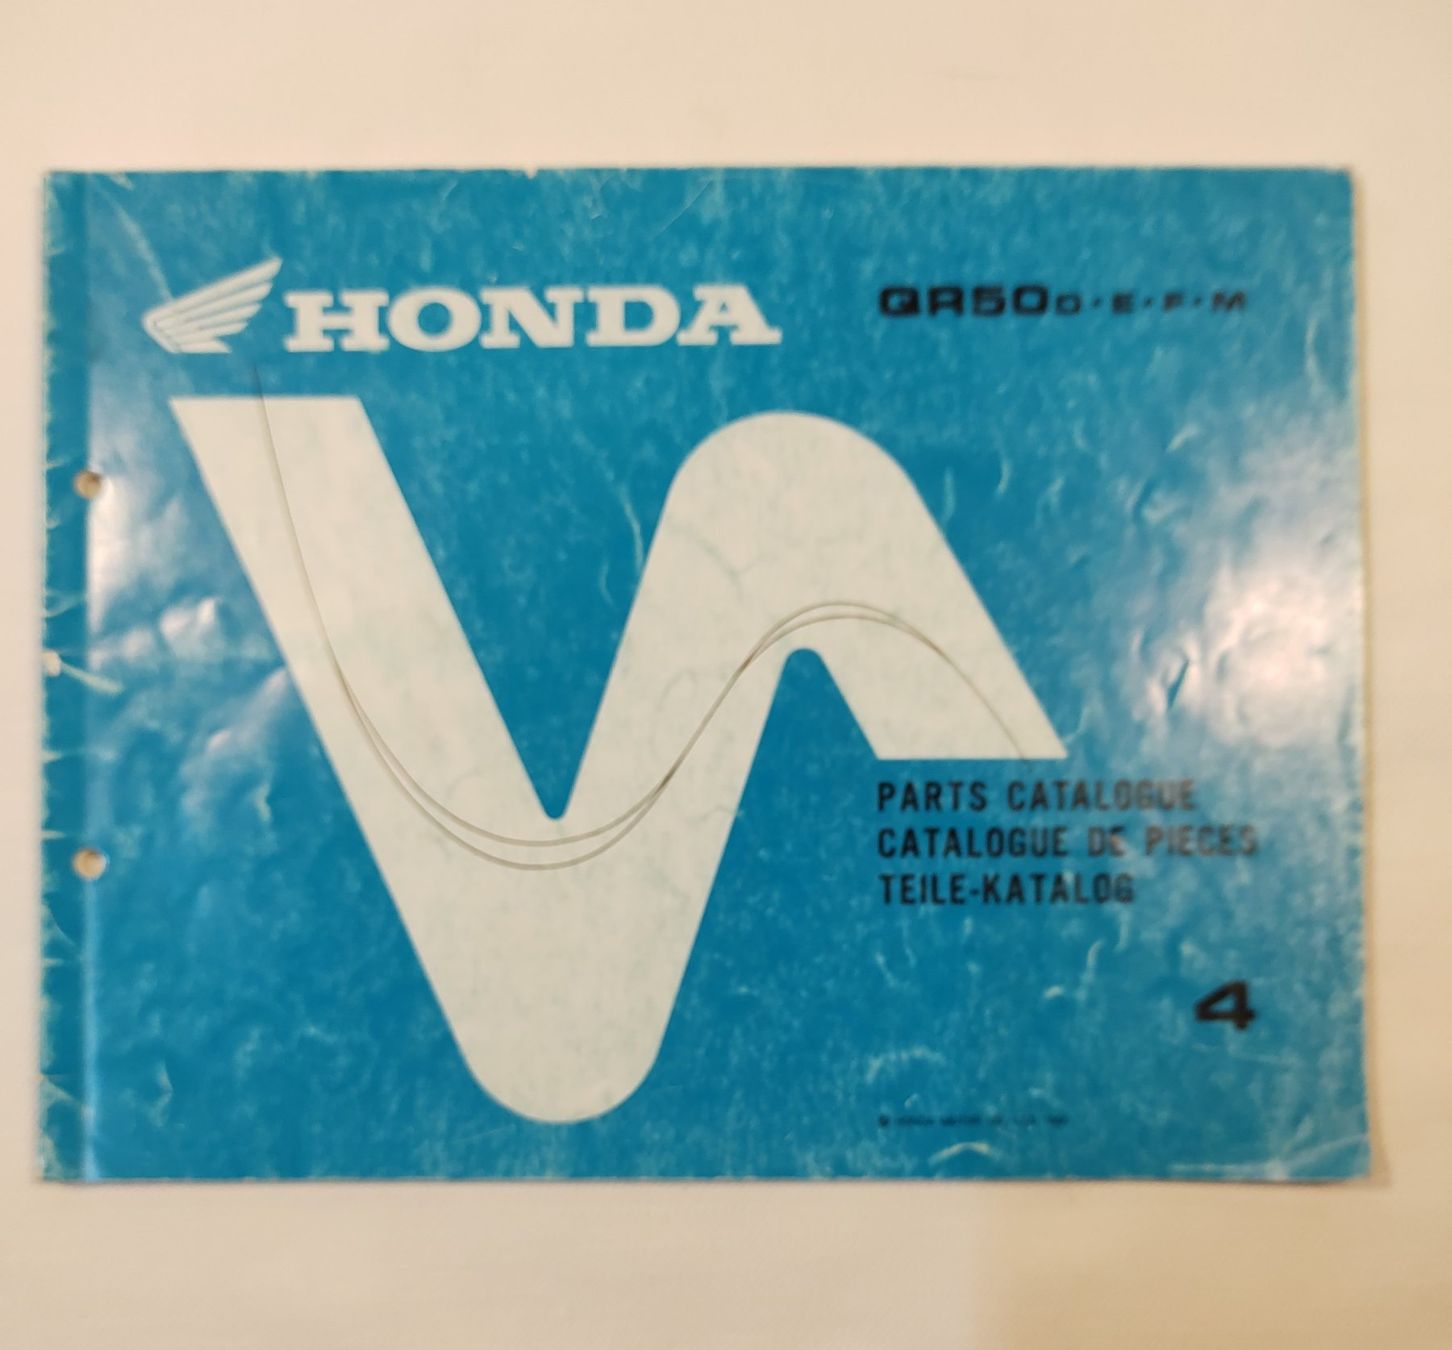 HONDA
QR50D·E·F·M
PARTS CATALOGUE
CATALOGUE DE PIECES
TEILE-KATALOG
4